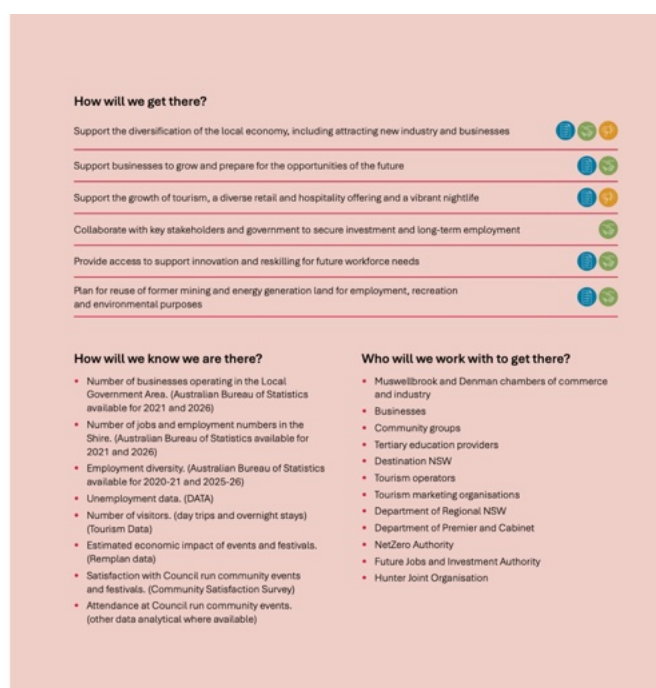 How will we get there?
Support the diversification of the local economy, including attracting new industry and businesses
Support businesses to grow and prepare for the opportunities of the future
Support the growth of tourism, a diverse retail and hospitality offering and a vibrant nightlife
Collaborate with key stakeholders and government to secure investment and long-term employment
Provide access to support innovation and reskilling for future workforce needs
Plan for reuse of former mining and energy generation land for employment, recreation
and environmental purposes
How will we know we are there?
• Number of businesses operating in the Local
Government Area. (Australian Bureau of Statistics
available for 2021 and 2026)
• Number of jobs and employment numbers in the
Shire. (Australian Bureau of Statistics available for
2021 and 2026)
• Employment diversity. (Australian Bureau of Statistics
available for 2020-21 and 2025-26)
• Unemployment data. (DATA)
• Number of visitors. (day trips and overnight stays)
(Tourism Data)
• Estimated economic impact of events and festivals.
(Remplan data)
• Satisfaction with Council run community events
and festivals. (Community Satisfaction Survey)
• Attendance at Council run community events.
(other data analytical where available)
Who will we work with to get there?
• Muswellbrook and Denman chambers of commerce
and industry
• Businesses
• Community groups
• Tertiary education providers
• Destination NSW
• Tourism operators
• Tourism marketing organisations
• Department of Regional NSW
• Department of Premier and Cabinet
• NetZero Authority
• Future Jobs and Investment Authority
• Hunter Joint Organisation